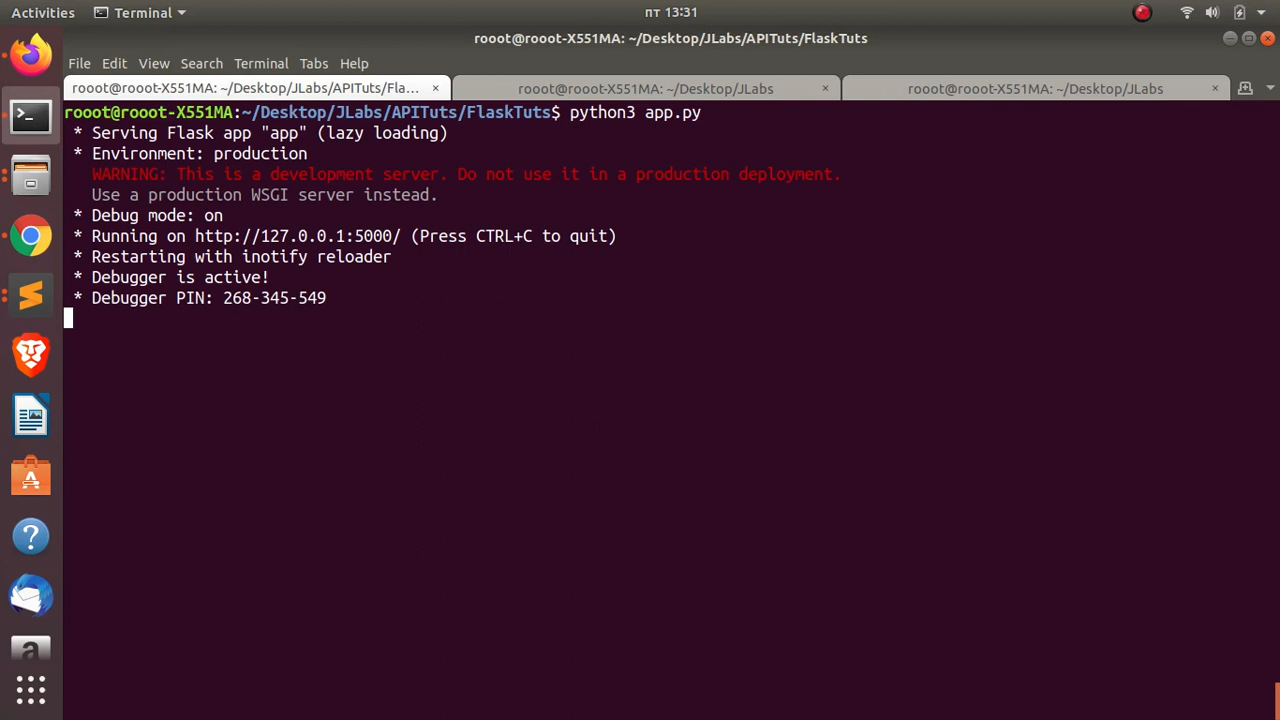 Activities Terminal пт 13:31
rooot@rooot-X551MA: ~/Desktop/JLabs/APITuts/FlaskTuts
File Edit View Search Terminal Tabs Help
rooot@rooot-X551MA: ~/Desktop/JLabs/APITuts/Fla... × rooot@rooot-X551MA: ~/Desktop/JLabs × rooot@rooot-X551MA: ~/Desktop/JLabs ×
rooot@rooot-X551MA:~/Desktop/JLabs/APITuts/FlaskTuts$ python3 app.py
* Serving Flask app "app" (lazy loading)
* Environment: production
WARNING: This is a development server. Do not use it in a production deployment.
Use a production WSGI server instead.
* Debug mode: on
* Running on http://127.0.0.1:5000/ (Press CTRL+C to quit)
* Restarting with inotify reloader
* Debugger is active!
* Debugger PIN: 268-345-549